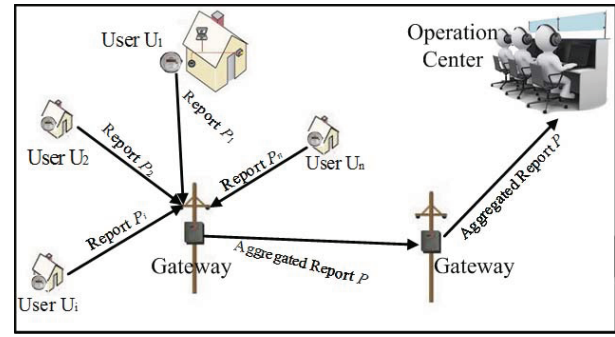 User U1
Operation
Center
Report P1
User U2
Report P2
Report Pn
User Un
Report Pi
Aggregated Report P
Aggregated Report P
Gateway
Gateway
User Ui